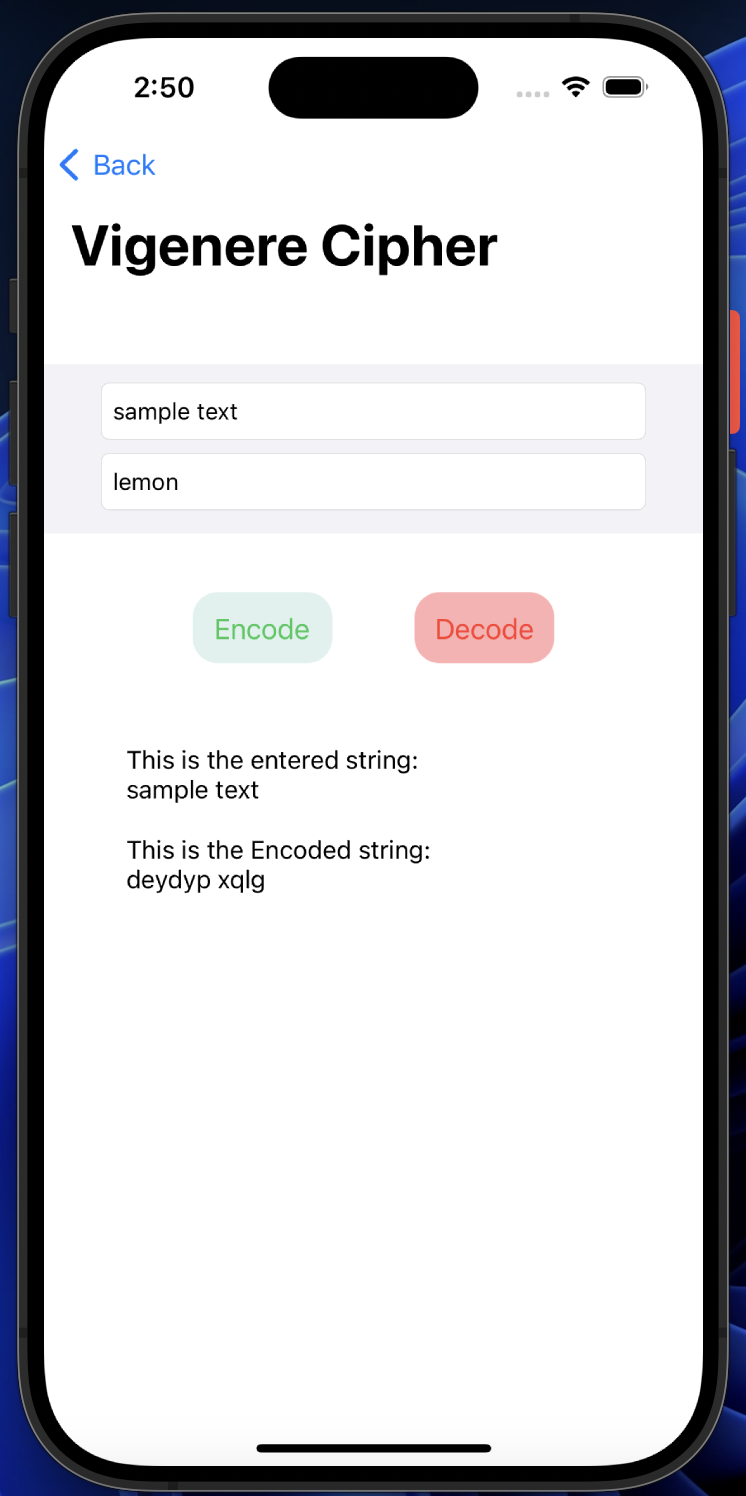 2:50
Back
Vigenere Cipher
sample text
lemon
Encode
Decode
This is the entered string:
sample text
This is the Encoded string:
deydyp xqlg